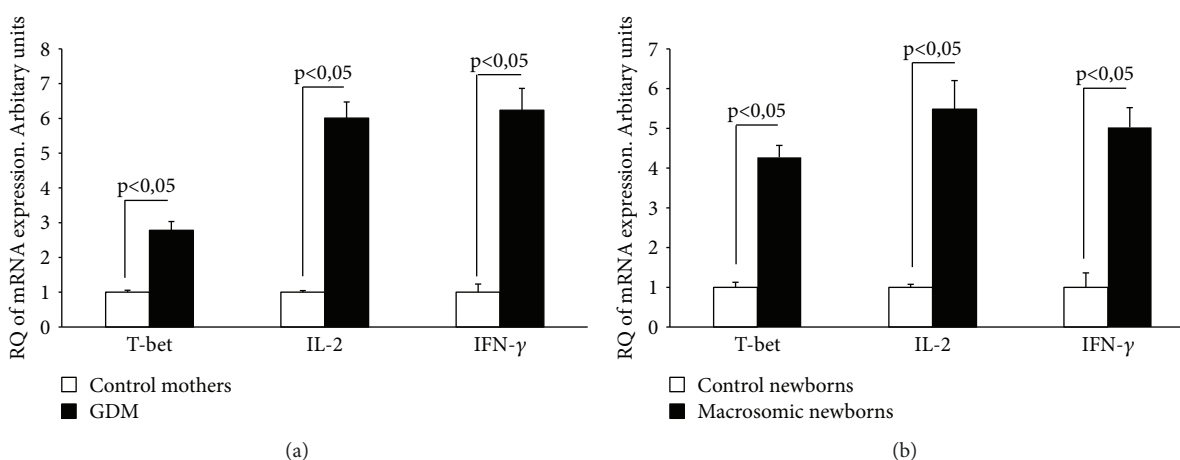 RQ of mRNA expression. Arbitary units
8
7
6
5
4
3
2
1
0
p<0,05
p<0,05
p<0,05
T-bet
IL-2
IFN-γ
Control mothers
GDM
(a)
RQ of mRNA expression. Arbitary units
7
6
5
4
3
2
1
0
p<0,05
p<0,05
p<0,05
T-bet
IL-2
IFN-γ
Control newborns
Macrosomic newborns
(b)